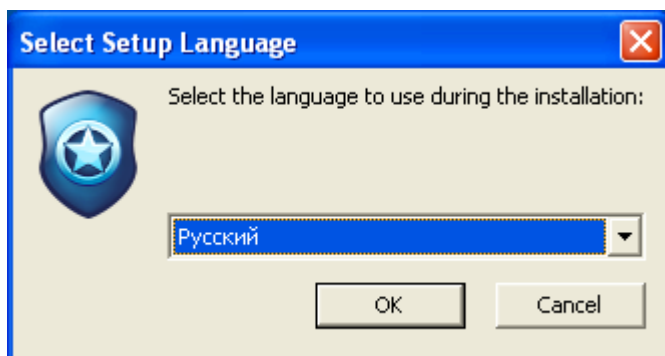 Select Setup Language
Select the language to use during the installation:
Русский
OK
Cancel